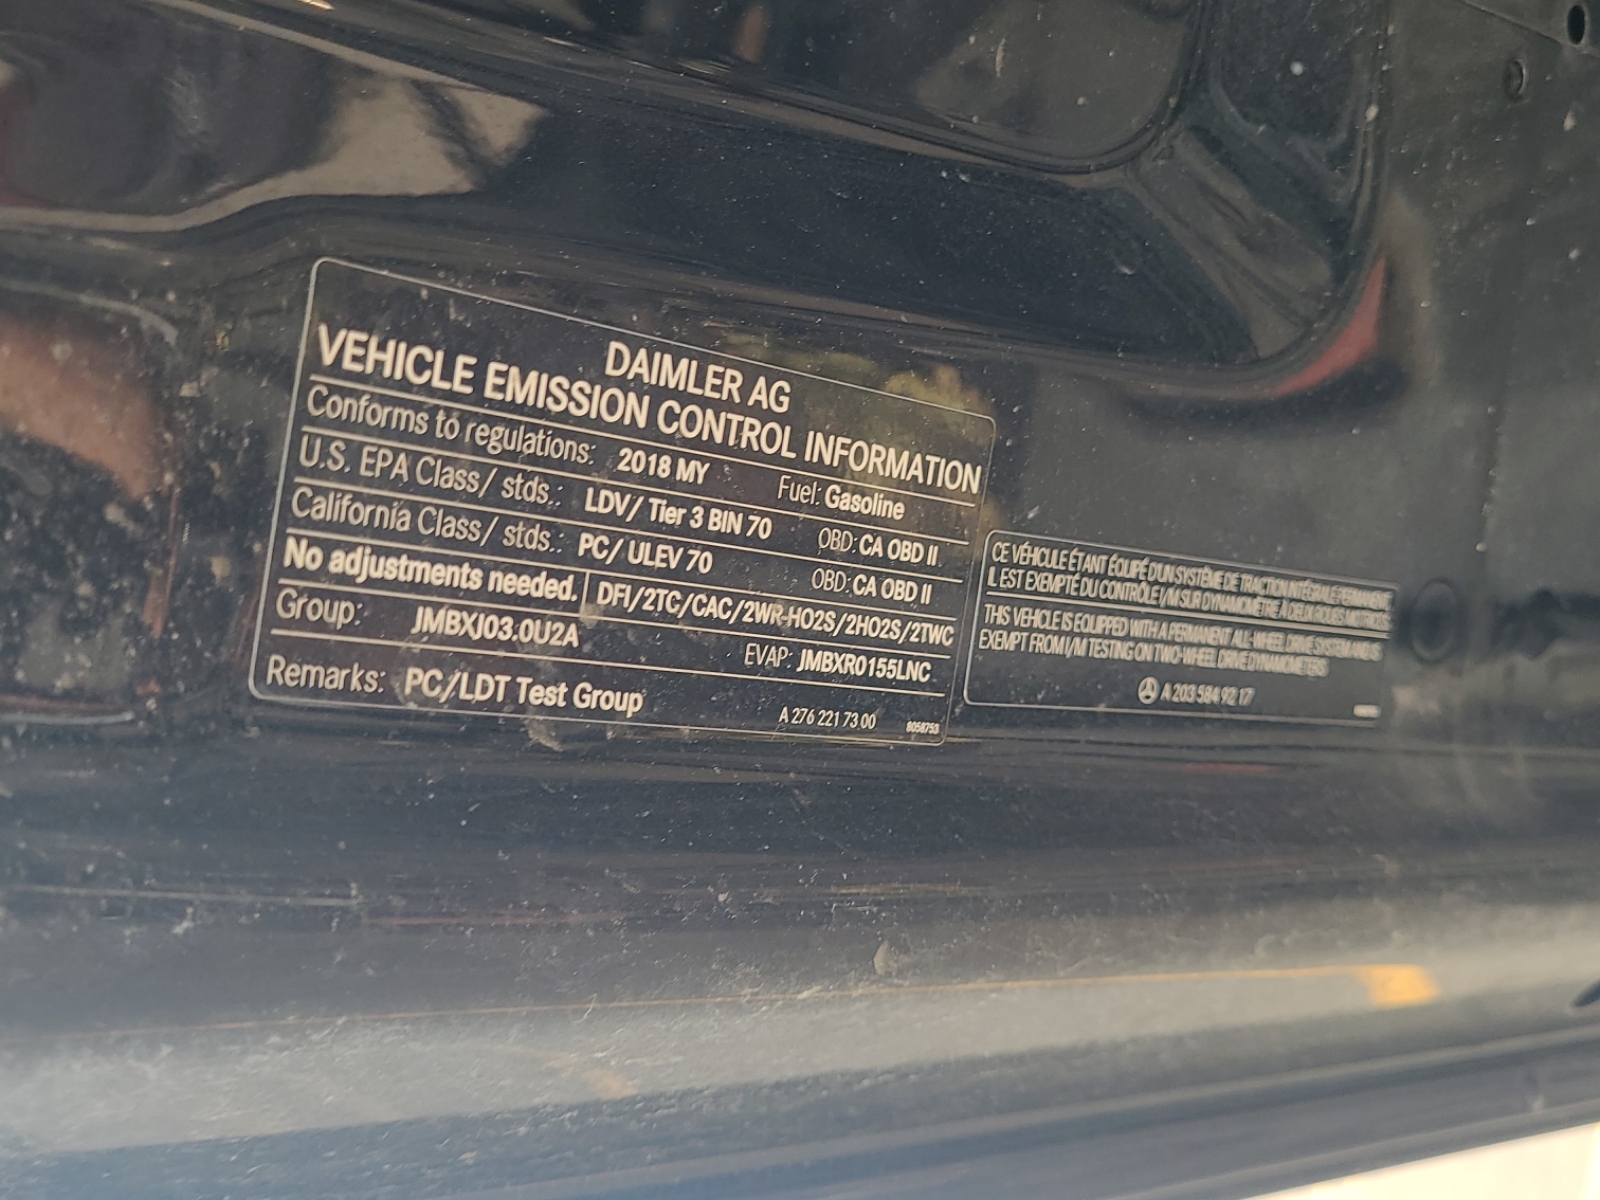 DAIMLER AG
VEHICLE EMISSION CONTROL INFORMATION
Conforms to regulations: 2018 MY Fuel: Gasoline
U.S. EPA Class/ stds.: LDV/ Tier 3 BIN 70 OBD: CA OBD II
California Class/ stds.: PC/ ULEV 70 OBD: CA OBD II
No adjustments needed. DFI/2TC/CAC/2WR-HO2S/2HO2S/2TWC
Group: JMBXJ03.0U2A EVAP: JMBXR0155LNC
Remarks: PC/LDT Test Group
A 276 221 73 00 8058753
CE VÉHICULE ÉTANT ÉQUIPÉ D'UN SYSTÈME DE TRACTION INTÉGRALE PERMANENT,
IL EST EXEMPTÉ DU CONTRÔLE I/M SUR DYNAMOMÈTRE À DEUX ROUES MOTRICES
THIS VEHICLE IS EQUIPPED WITH A PERMANENT ALL-WHEEL DRIVE SYSTEM AND IS
EXEMPT FROM I/M TESTING ON TWO-WHEEL DRIVE DYNAMOMETERS
A 203 584 92 17